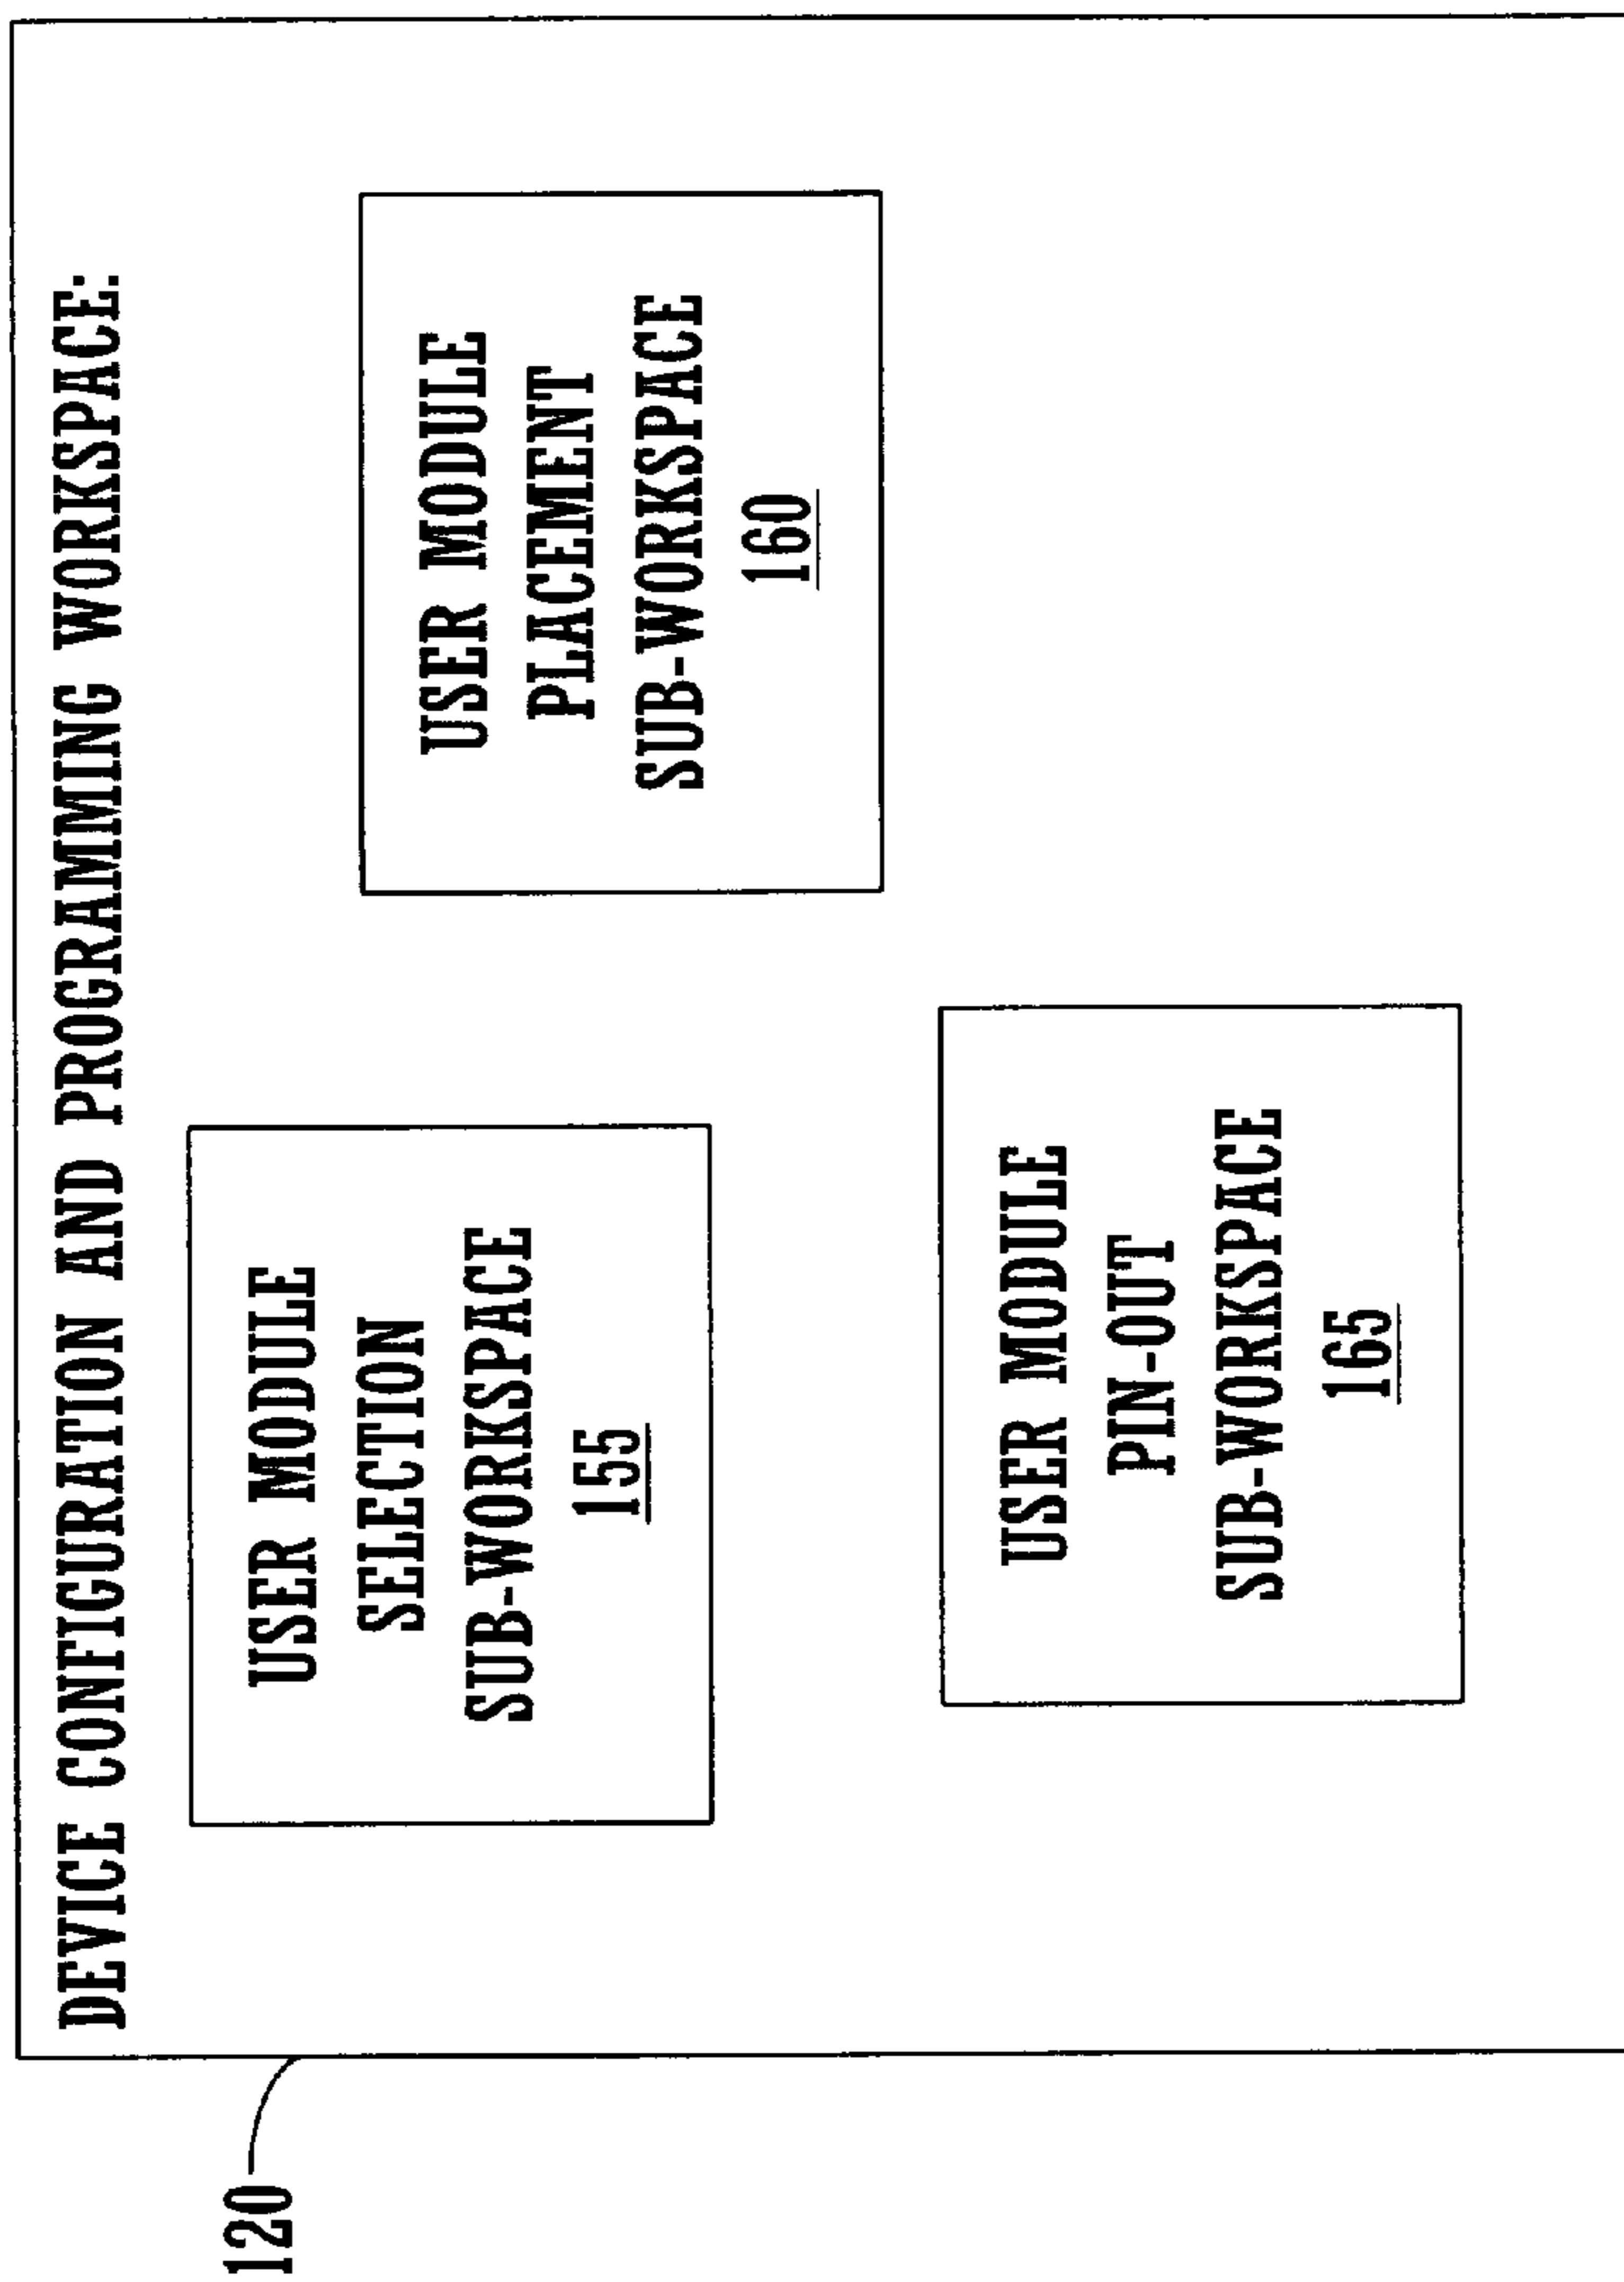 DEVICE CONFIGURATION AND PROGRAMMING WORKSPACE:
USER MODULE
SELECTION
SUB-WORKSPACE
155
USER MODULE
PLACEMENT
SUB-WORKSPACE
160
USER MODULE
PIN-OUT
SUB-WORKSPACE
165
120